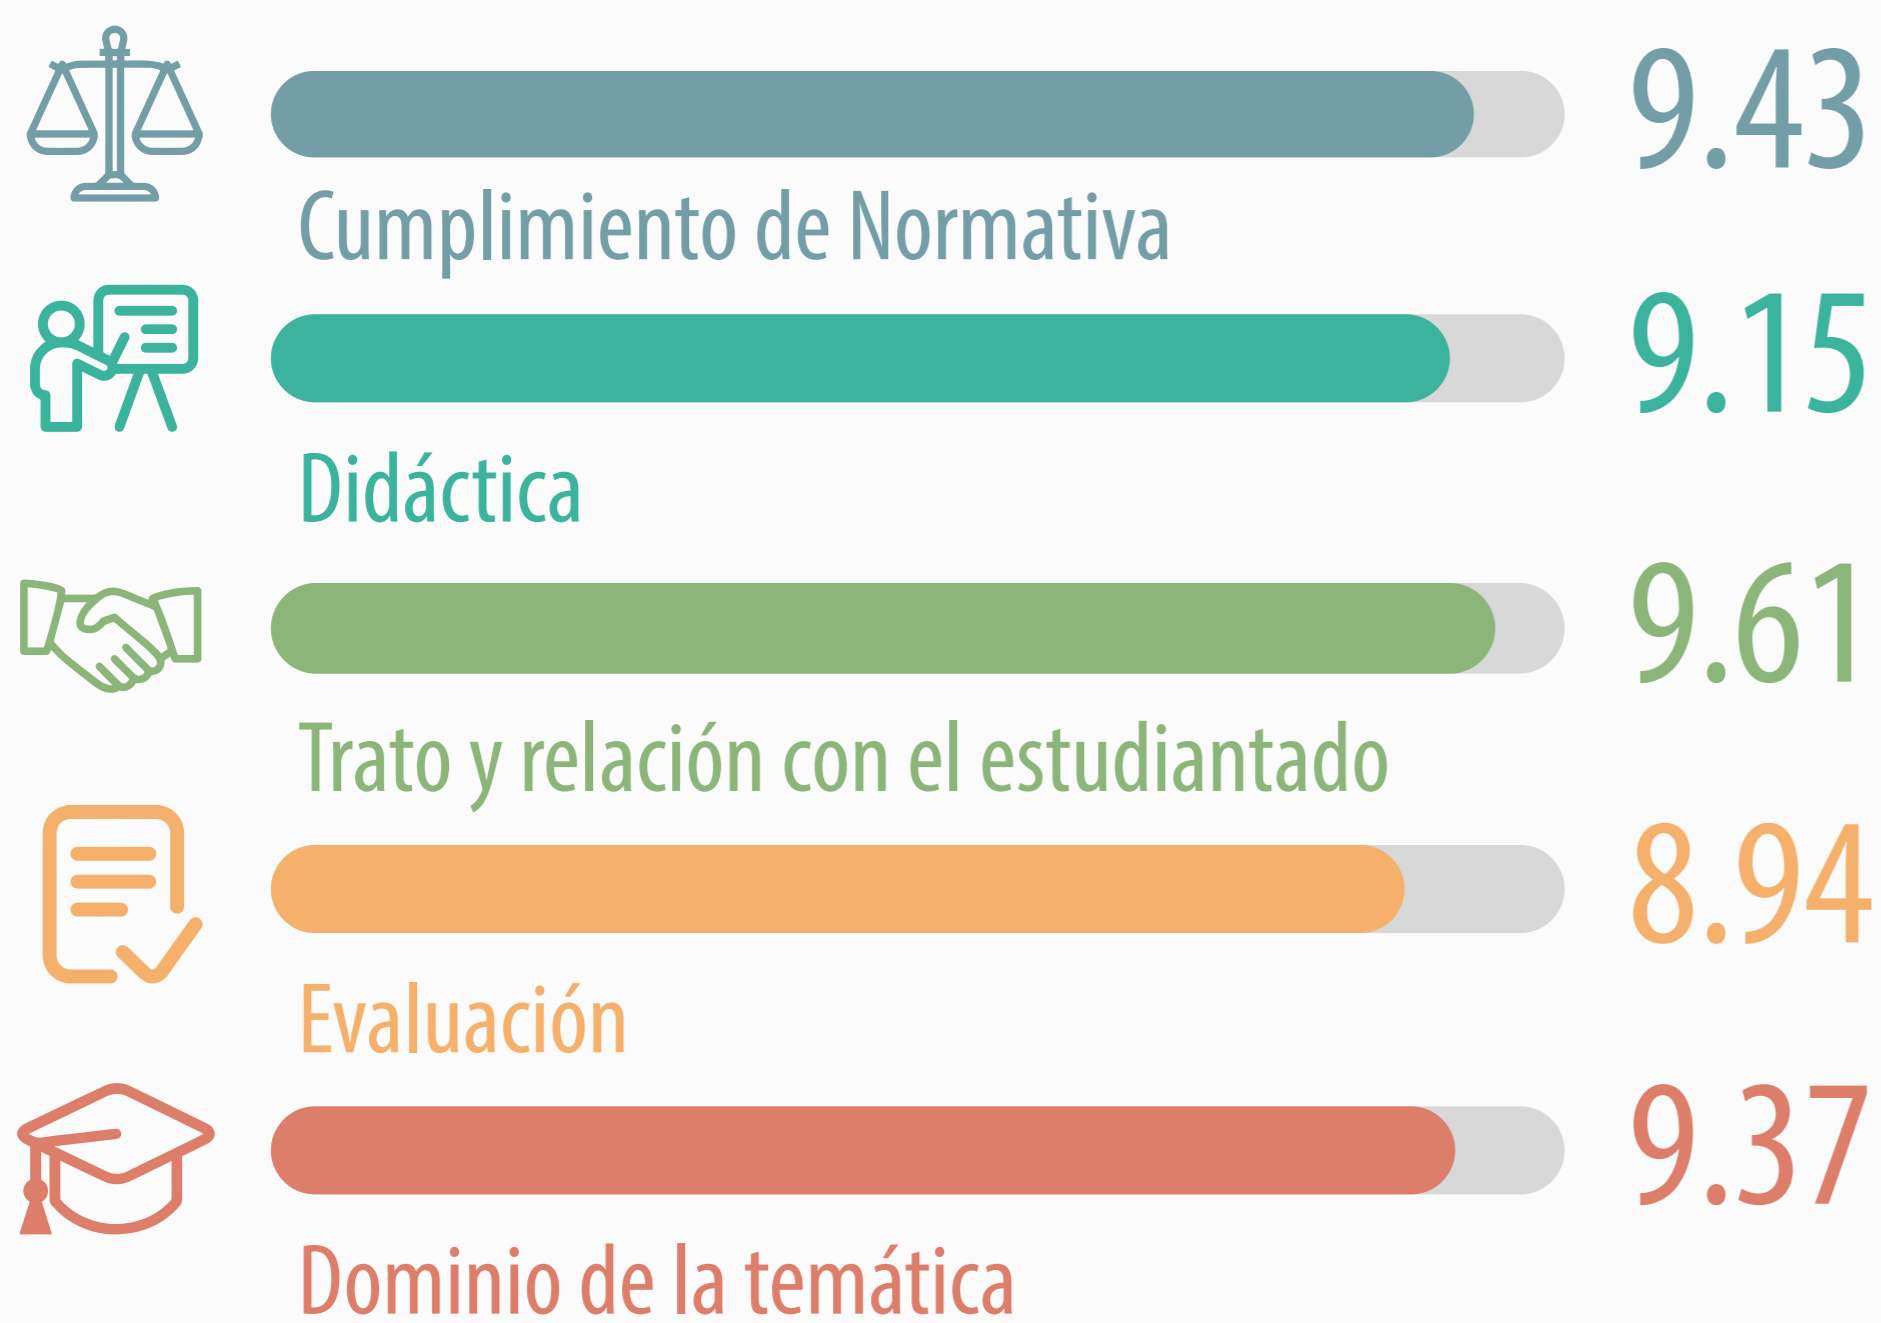 9.43
Cumplimiento de Normativa
9.15
Didáctica
9.61
Trato y relación con el estudiantado
8.94
Evaluación
9.37
Dominio de la temática